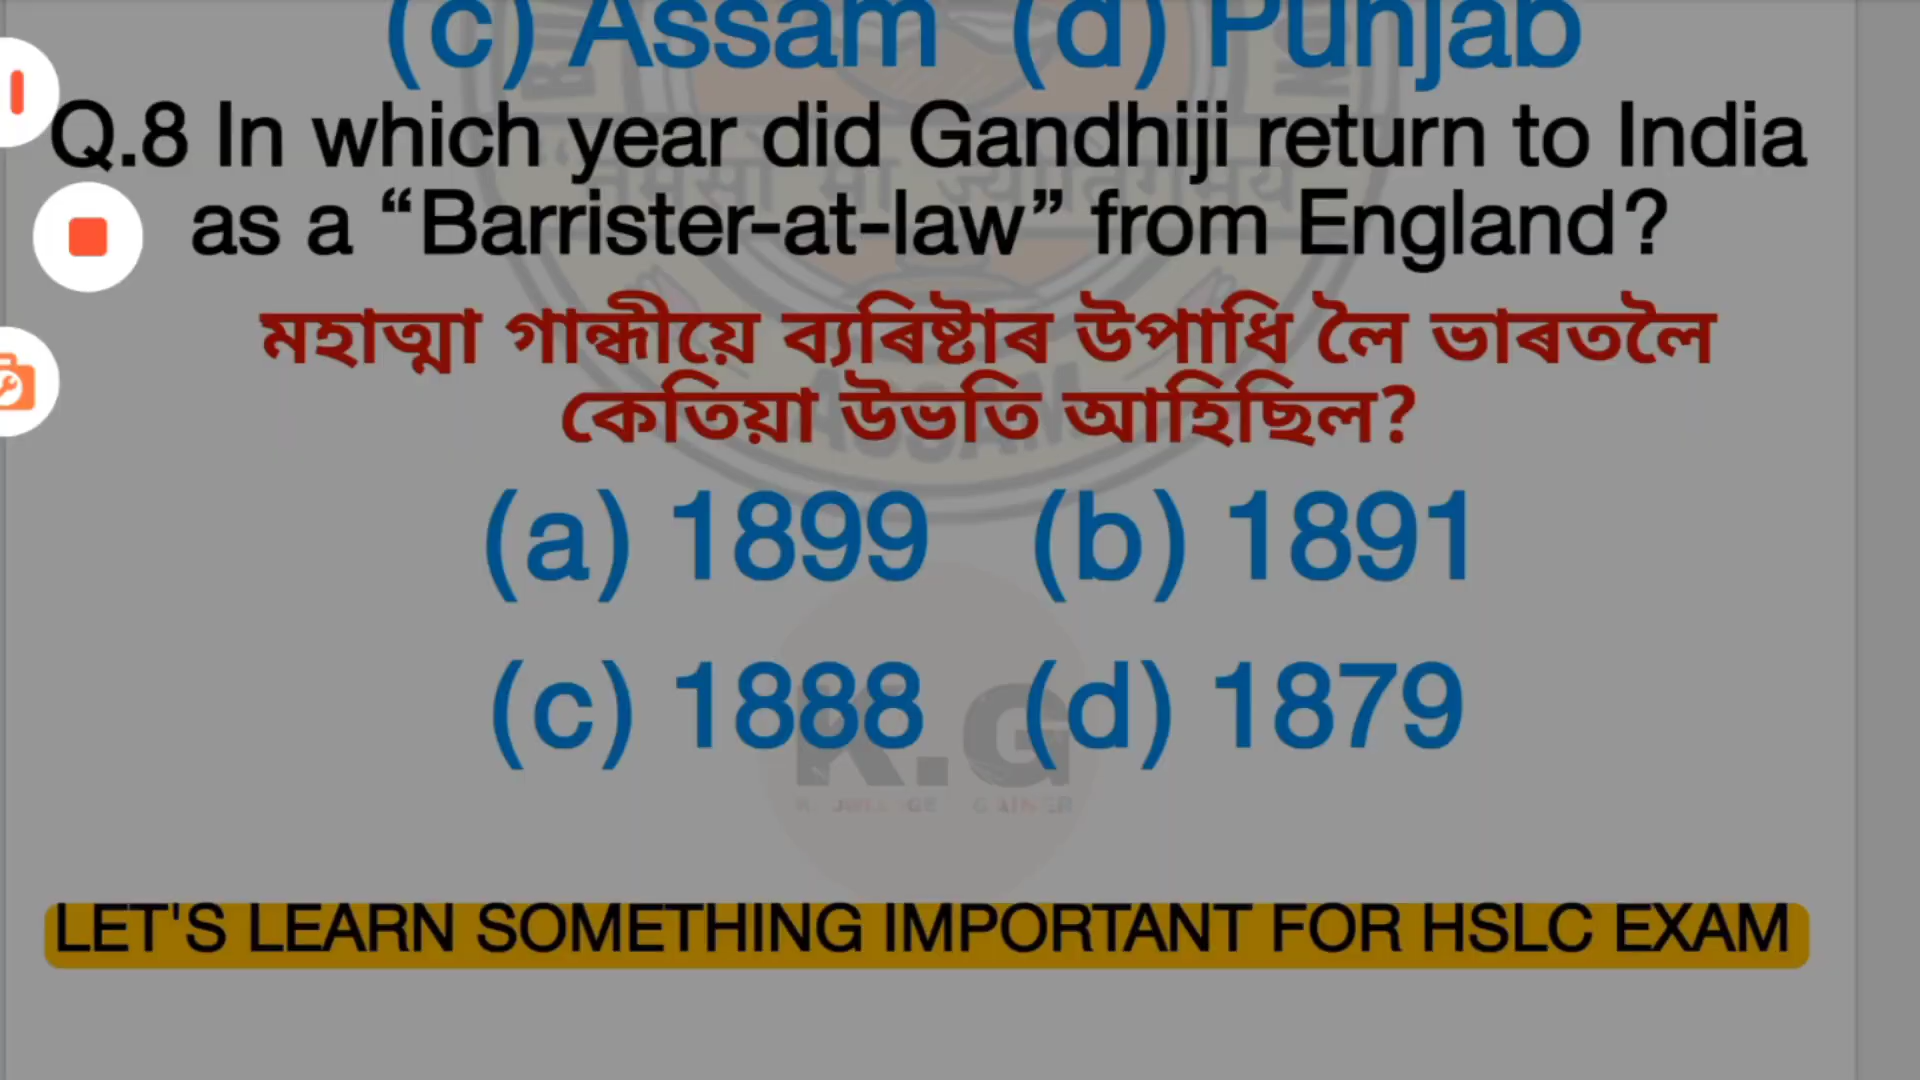 (c) Assam (d) Punjab
Q.8 In which year did Gandhiji return to India
as a “Barrister-at-law” from England?
মহাত্মা গান্ধীয়ে ব্যৰিষ্টাৰ উপাধি লৈ ভাৰতলৈ
কেতিয়া উভতি আহিছিল?
ASSAM
(a) 1899 (b) 1891
(c) 1888 (d) 1879
K.G
LET'S LEARN SOMETHING IMPORTANT FOR HSLC EXAM